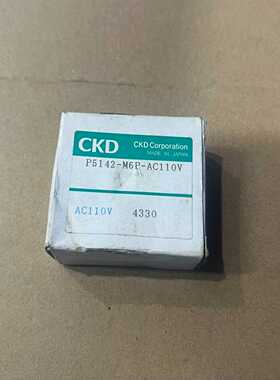 CKD
CKD Corporation
MADE IN JAPAN
P5142-M6P-AC110V
AC110V 4330